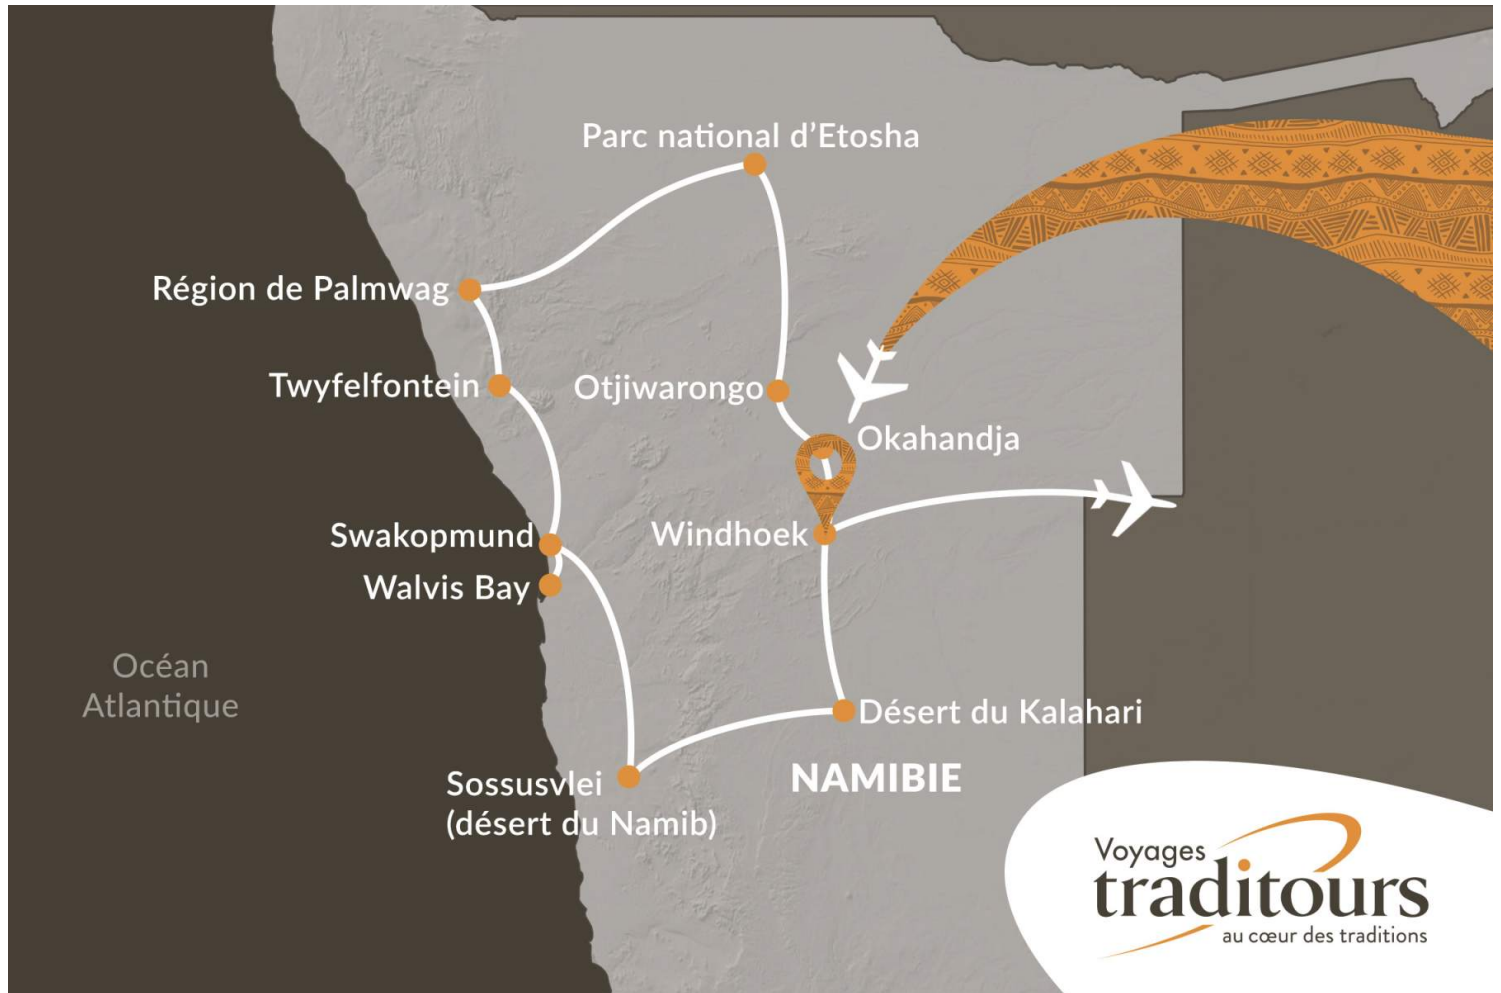 Parc national d'Etosha
Région de Palmwag
Twyfelfontein
Otjiwarongo
Okahandja
Swakopmund
Windhoek
Walvis Bay
Océan
Atlantique
Désert du Kalahari
Sossusvlei
(désert du Namib)
NAMIBIE
Voyages
traditours
au cœur des traditions